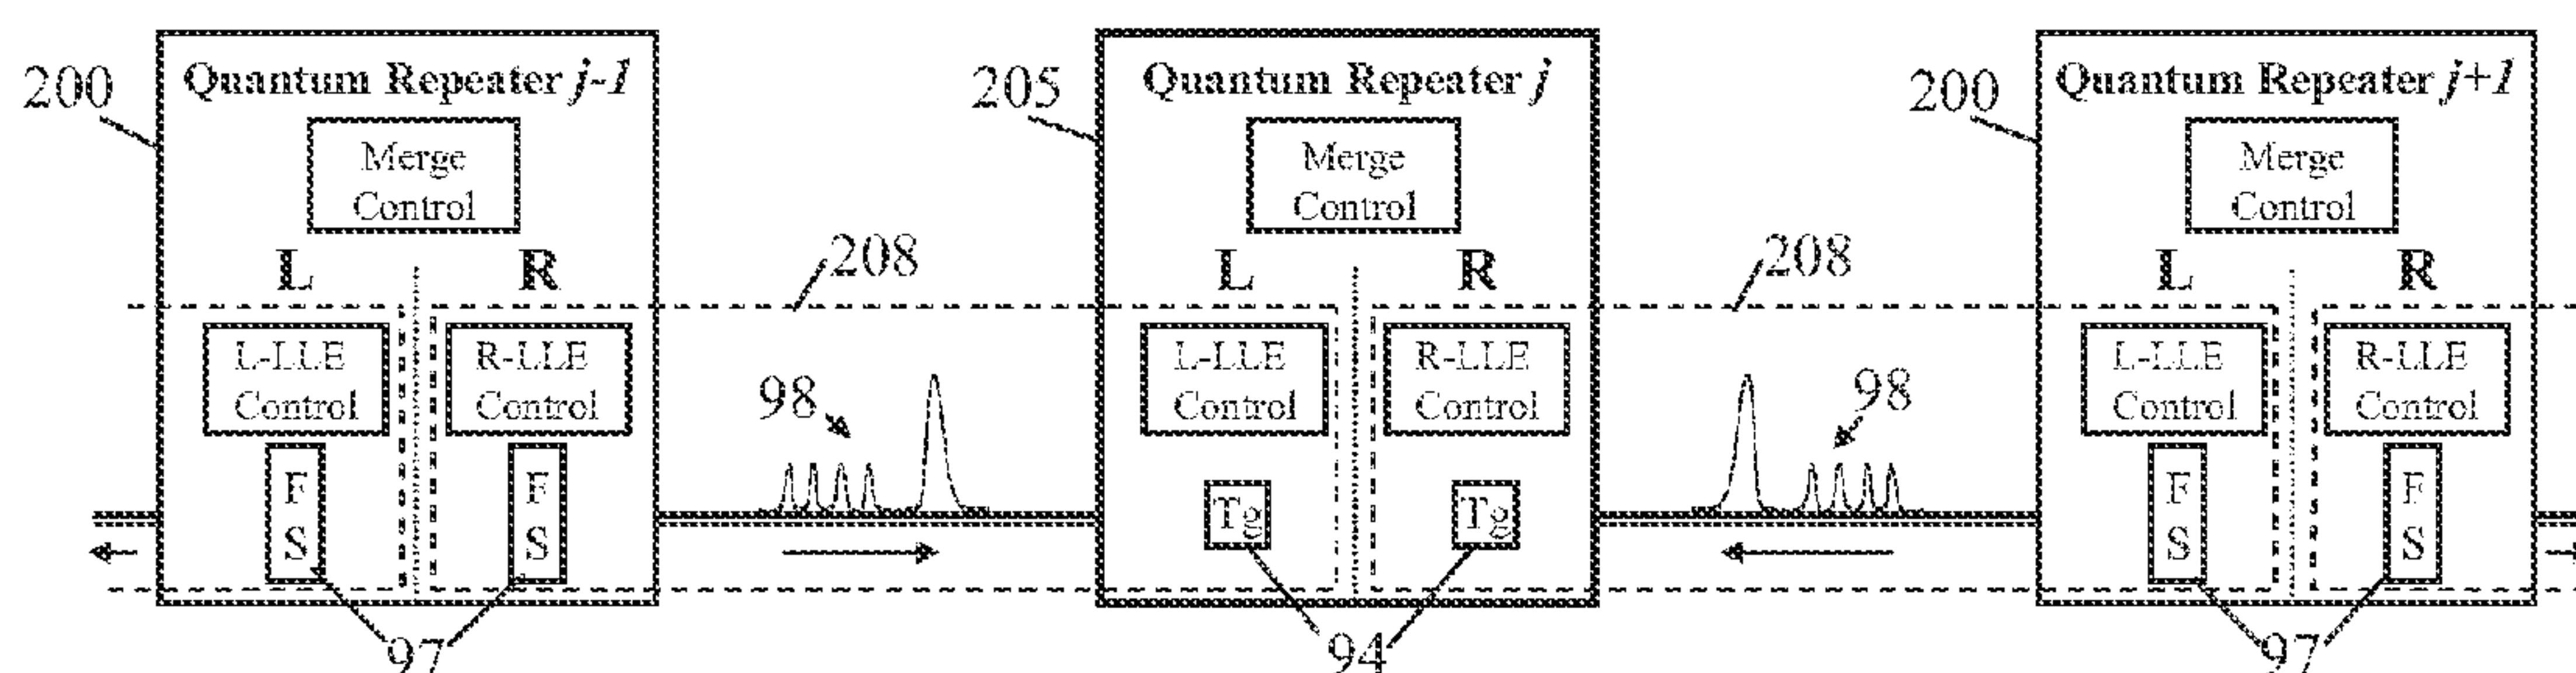 200
Quantum Repeater j-1
Merge
Control
L
R
L-LLE
Control
R-LLE
Control
F
S
F
S
97
208
98
205
Quantum Repeater j
Merge
Control
L
R
L-LLE
Control
R-LLE
Control
Tg
Tg
94
208
98
200
Quantum Repeater j+1
Merge
Control
L
R
L-LLE
Control
R-LLE
Control
F
S
F
S
97